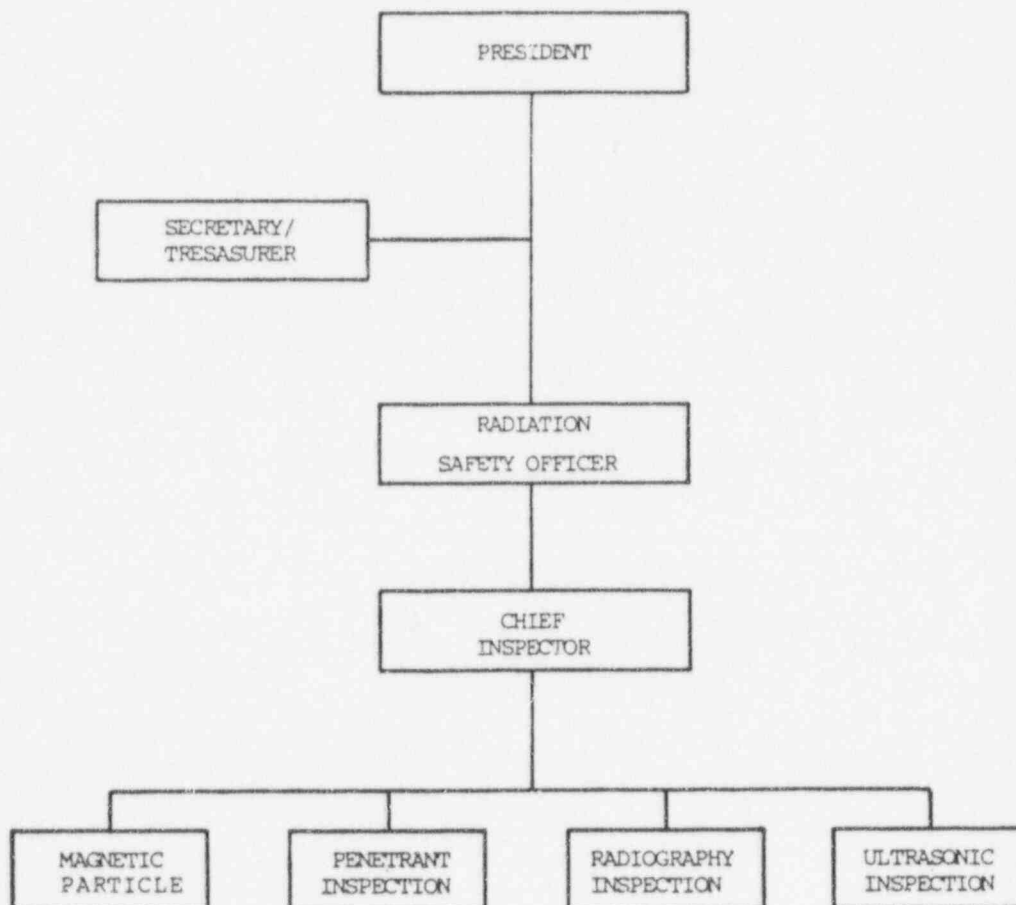 PRESIDENT
SECRETARY/
TRESASURER
RADIATION
SAFETY OFFICER
CHIEF
INSPECTOR
MAGNETIC
PARTICLE
PENETRANT
INSPECTION
RADIOGRAPHY
INSPECTION
ULTRASONIC
INSPECTION